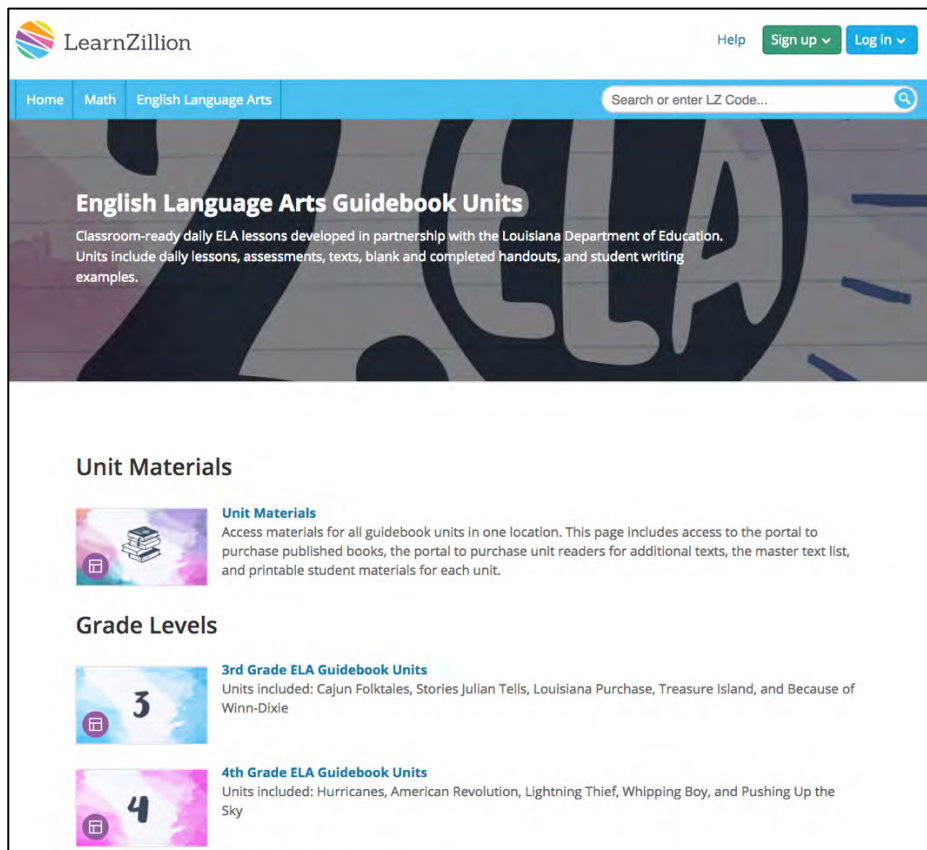 LearnZillion
Help
Sign up
Log in
Home
Math
English Language Arts
Search or enter LZ Code...
2.ELA
English Language Arts Guidebook Units
Classroom-ready daily ELA lessons developed in partnership with the Louisiana Department of Education.
Units include daily lessons, assessments, texts, blank and completed handouts, and student writing
examples.
Unit Materials
Unit Materials
Access materials for all guidebook units in one location. This page includes access to the portal to
purchase published books, the portal to purchase unit readers for additional texts, the master text list,
and printable student materials for each unit.
Grade Levels
3
3rd Grade ELA Guidebook Units
Units included: Cajun Folktales, Stories Julian Tells, Louisiana Purchase, Treasure Island, and Because of
Winn-Dixie
4
4th Grade ELA Guidebook Units
Units included: Hurricanes, American Revolution, Lightning Thief, Whipping Boy, and Pushing Up the
Sky